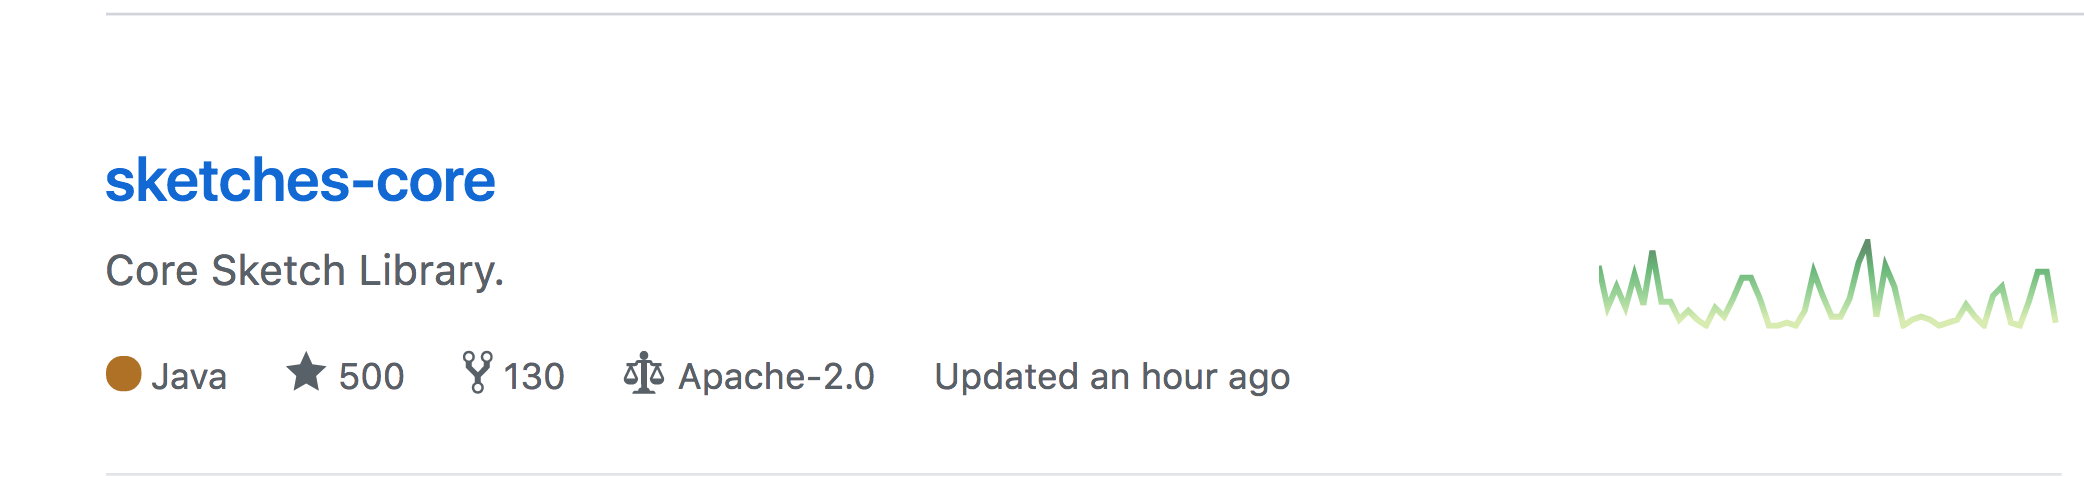 sketches-core
Core Sketch Library.
Java 500 130 Apache-2.0 Updated an hour ago